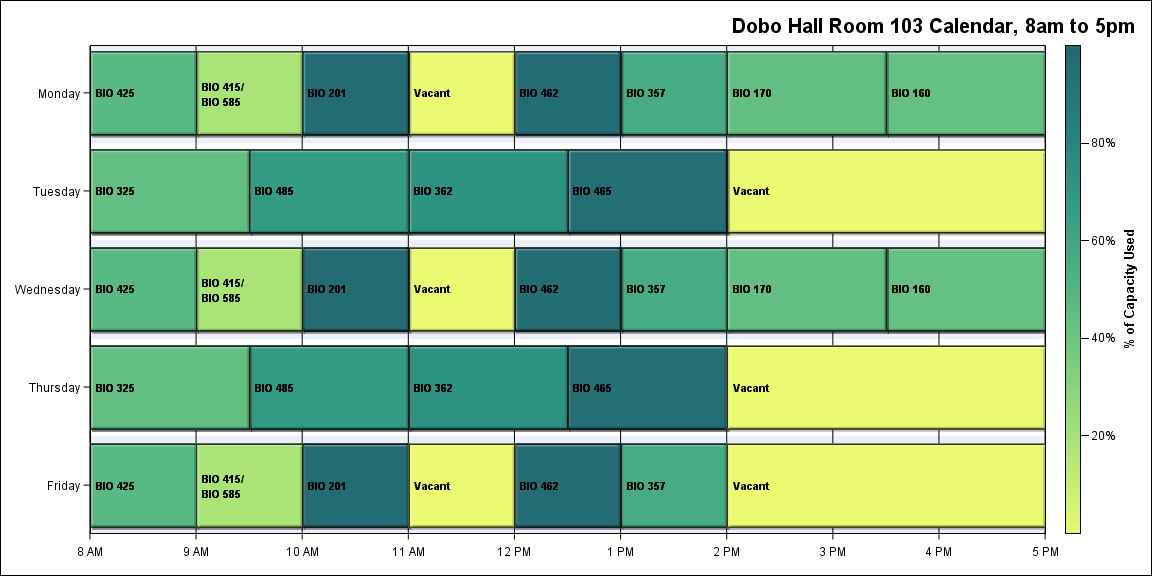 Dobo Hall Room 103 Calendar, 8am to 5pm
Monday
BIO 425
BIO 415/
BIO 585
BIO 201
Vacant
BIO 462
BIO 357
BIO 170
BIO 160
Tuesday
BIO 325
BIO 485
BIO 362
BIO 465
Vacant
Wednesday
BIO 425
BIO 415/
BIO 585
BIO 201
Vacant
BIO 462
BIO 357
BIO 170
BIO 160
Thursday
BIO 325
BIO 485
BIO 362
BIO 465
Vacant
Friday
BIO 425
BIO 415/
BIO 585
BIO 201
Vacant
BIO 462
BIO 357
Vacant
8 AM
9 AM
10 AM
11 AM
12 PM
1 PM
2 PM
3 PM
4 PM
5 PM
80%
60%
40%
20%
% of Capacity Used